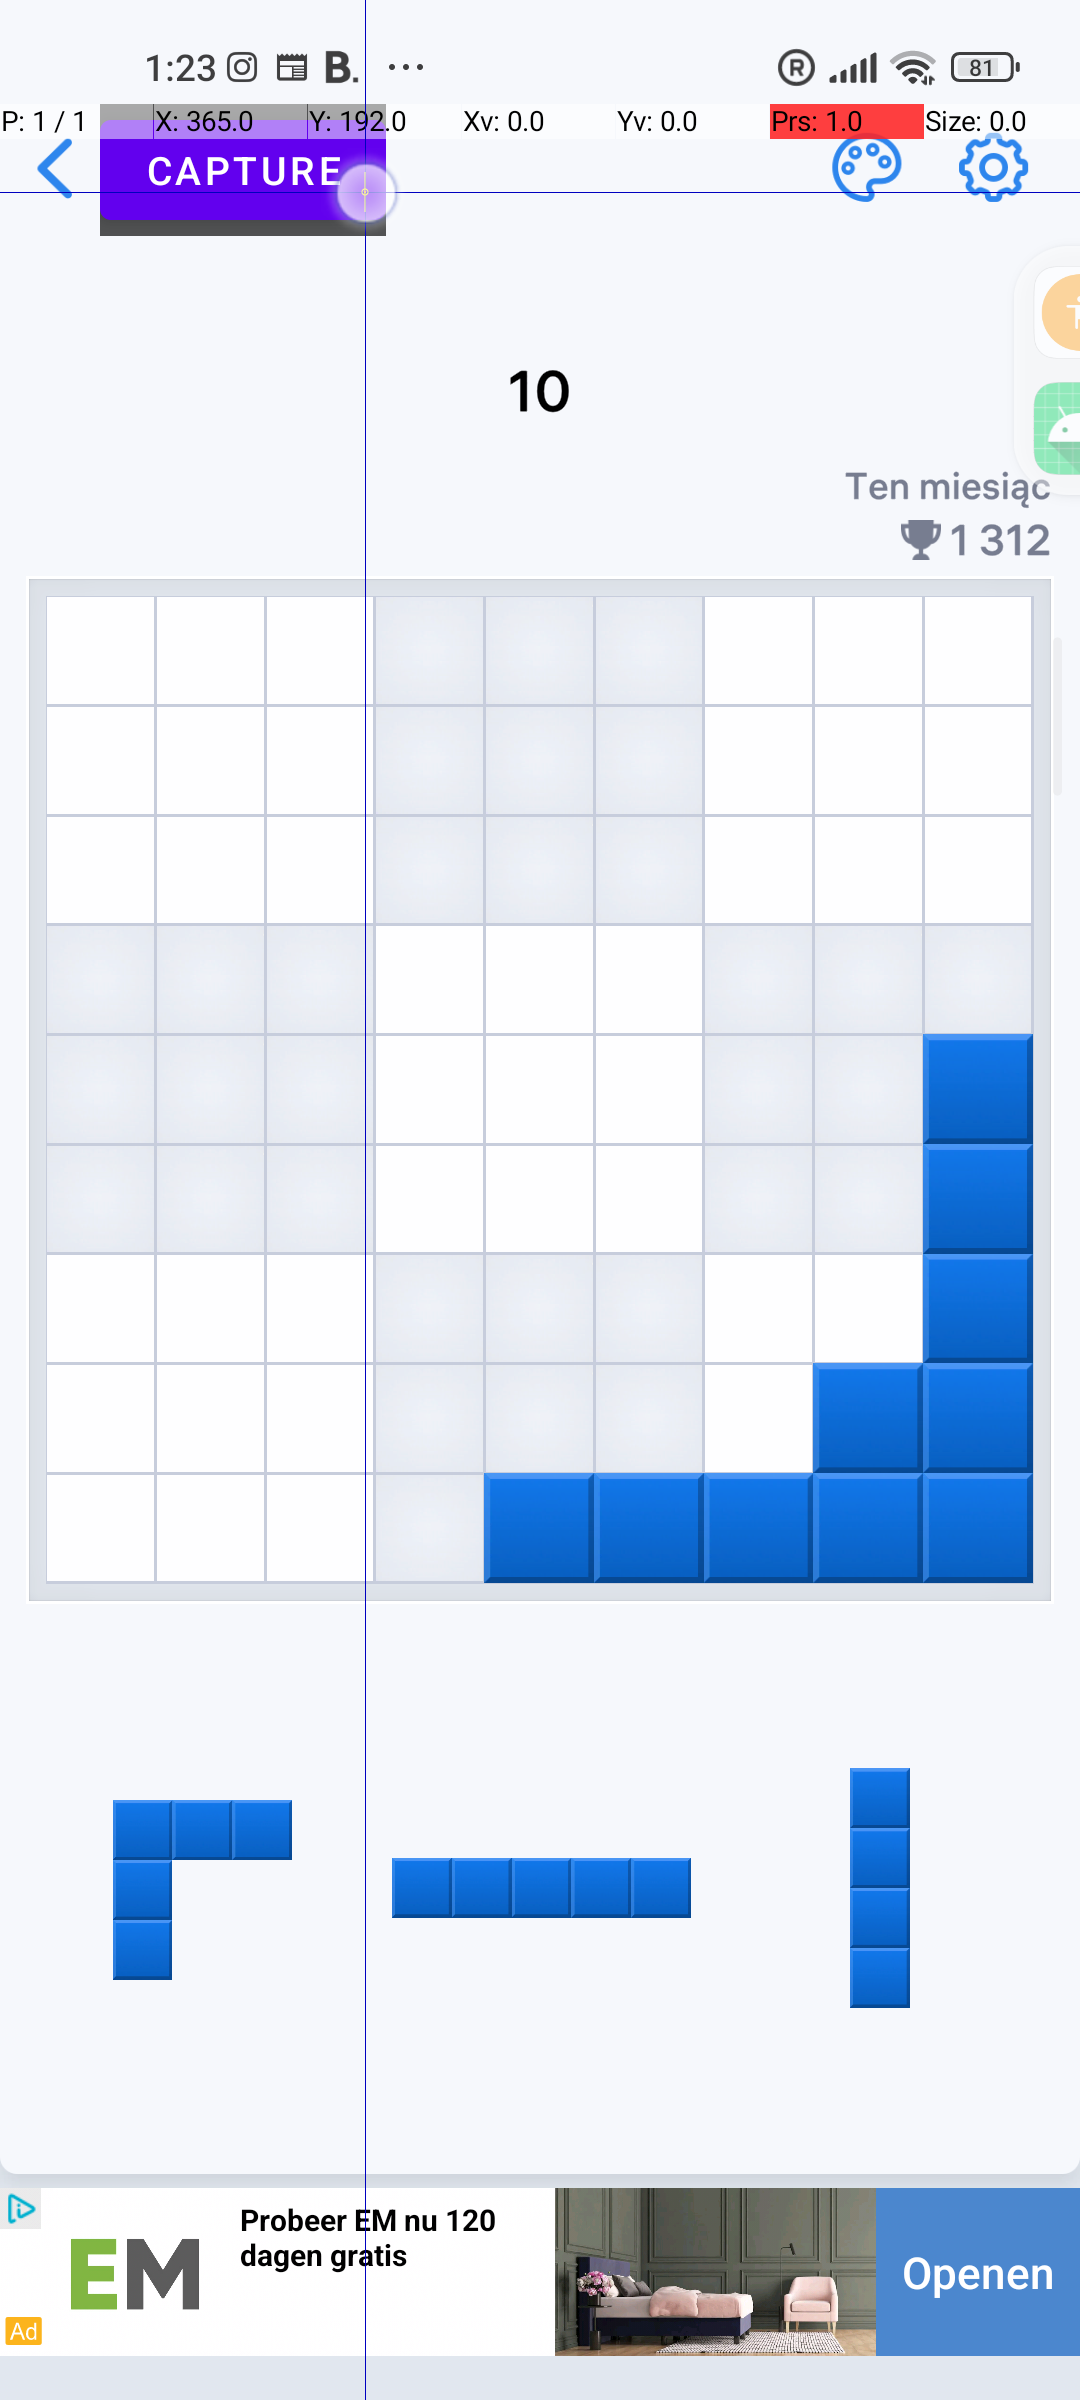 1:23 B. ... R 81
P: 1 / 1 X: 365.0 Y: 192.0 Xv: 0.0 Yv: 0.0 Prs: 1.0 Size: 0.0
CAPTURE
10
Ten miesiąc
1 312
Probeer EM nu 120
dagen gratis
EM
Openen
Ad